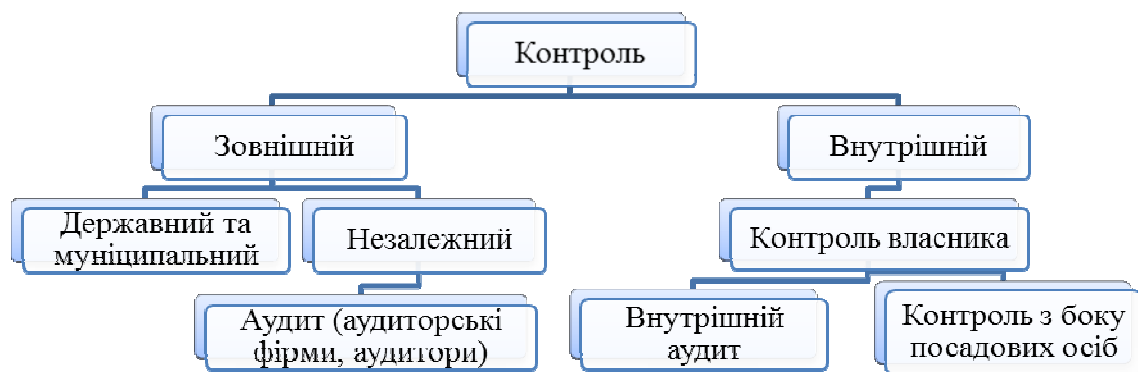 Контроль
Зовнішній
Внутрішній
Державний та
муніципальний
Незалежний
Контроль власника
Аудит (аудиторські
фірми, аудитори)
Внутрішній
аудит
Контроль з боку
посадових осіб